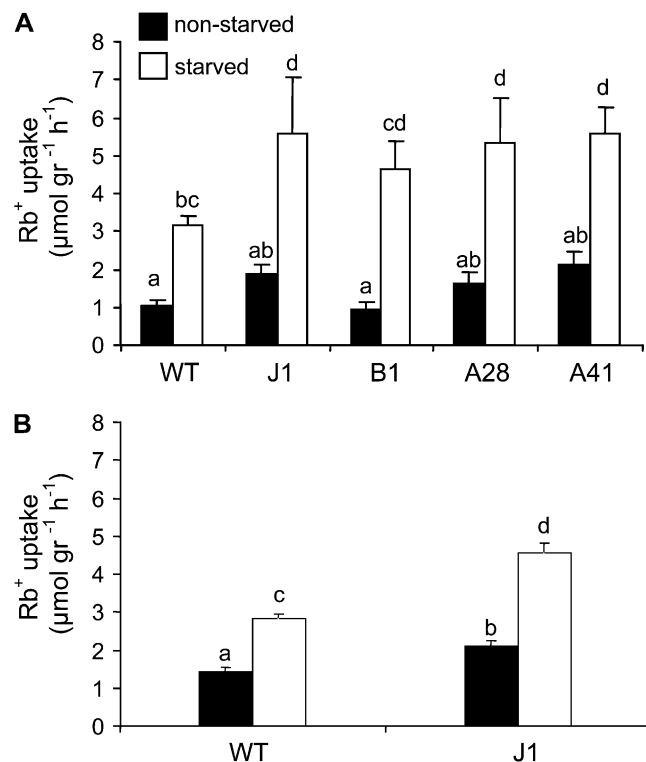 A
non-starved
starved
Rb+ uptake
(µmol gr -1 h-1)
8
7
6
5
4
3
2
1
0
a
bc
ab
d
a
cd
ab
d
ab
d
WT J1 B1 A28 A41
B
Rb+ uptake
(µmol gr -1 h-1)
8
7
6
5
4
3
2
1
0
a
c
b
d
WT J1